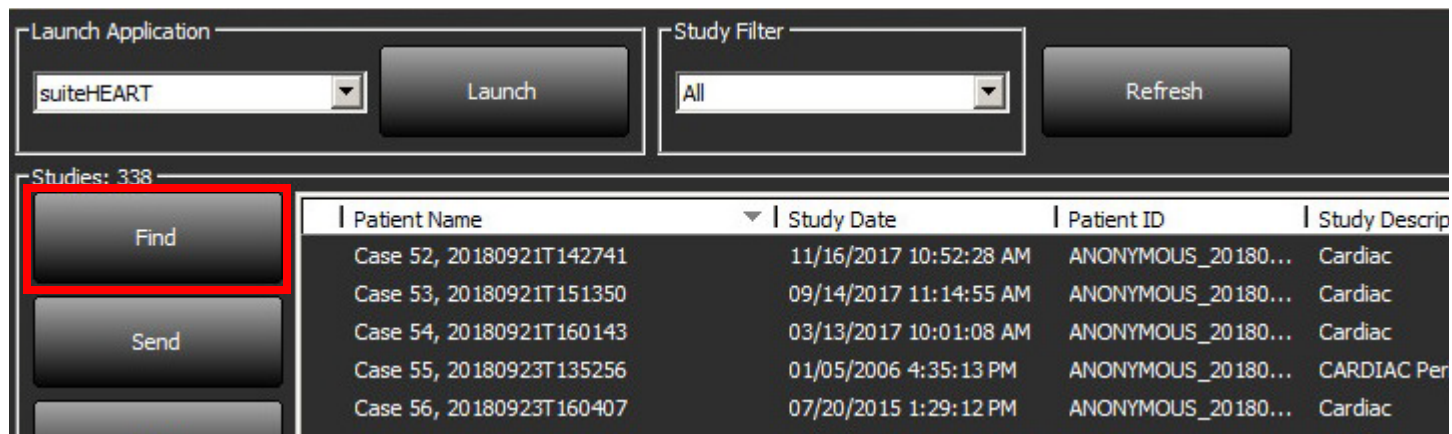 Launch Application
Study Filter
suiteHEART
Launch
All
Refresh
Studies: 338
Find
Send
Patient Name Study Date Patient ID Study Descrip
Case 52, 20180921T142741 11/16/2017 10:52:28 AM ANONYMOUS_20180... Cardiac
Case 53, 20180921T151350 09/14/2017 11:14:55 AM ANONYMOUS_20180... Cardiac
Case 54, 20180921T160143 03/13/2017 10:01:08 AM ANONYMOUS_20180... Cardiac
Case 55, 20180923T135256 01/05/2006 4:35:13 PM ANONYMOUS_20180... CARDIAC Per
Case 56, 20180923T160407 07/20/2015 1:29:12 PM ANONYMOUS_20180... Cardiac